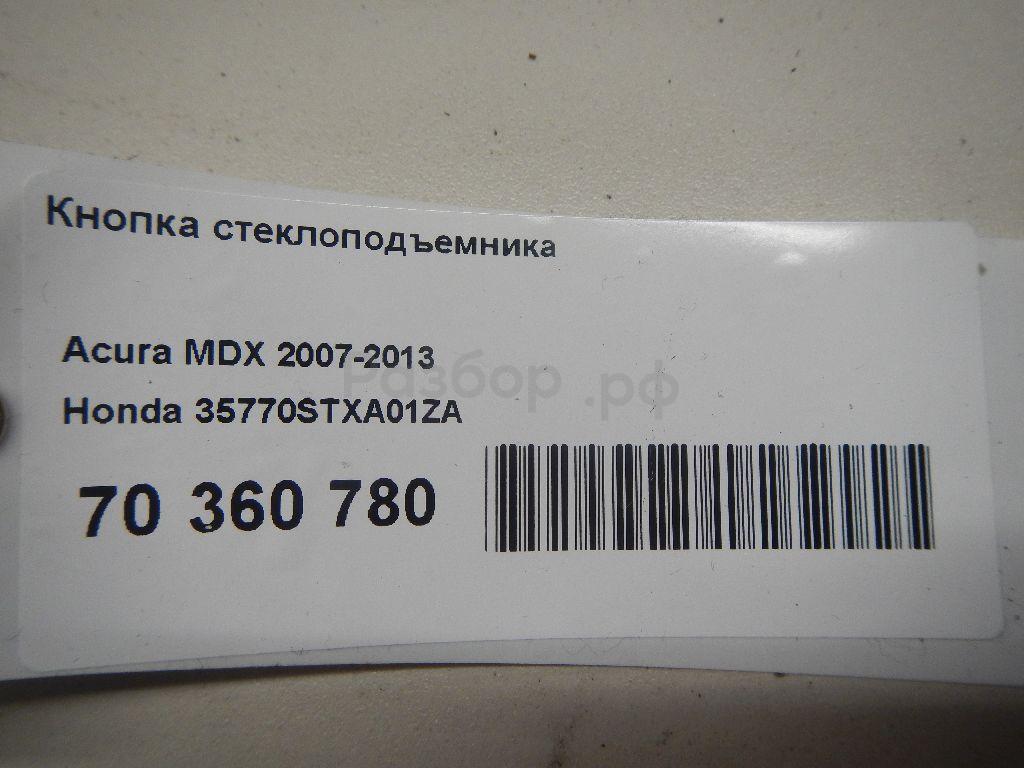 Кнопка стеклоподъемника
Acura MDX 2007-2013
Разбор.рф
Honda 35770STXA01ZA
70 360 780